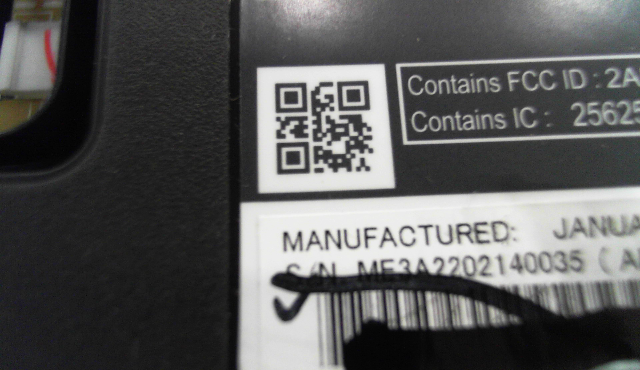 Contains FCC ID : 2A
Contains IC : 25625
MANUFACTURED: JANUA
S/N ME3A2202140035 ( A